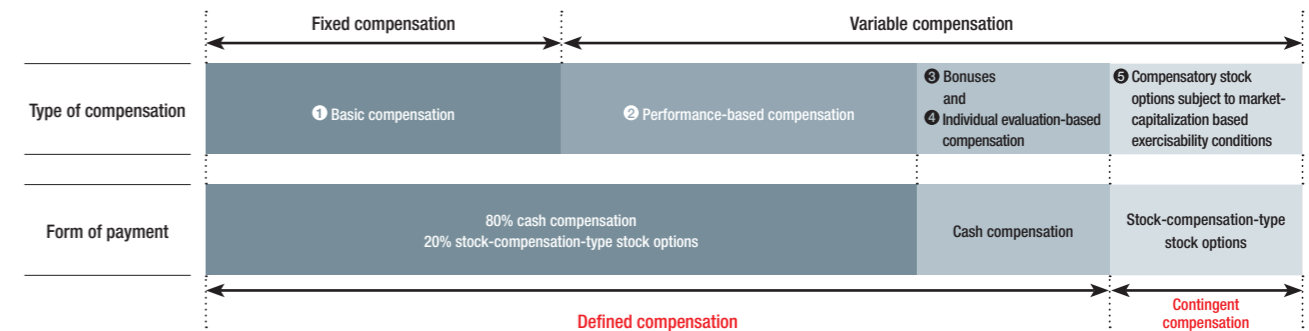 Fixed compensation
Variable compensation
Type of compensation
❶ Basic compensation
❷ Performance-based compensation
❸ Bonuses
and
❹ Individual evaluation-based
compensation
❺ Compensatory stock
options subject to market-
capitalization based
exercisability conditions
Form of payment
80% cash compensation
20% stock-compensation-type stock options
Cash compensation
Stock-compensation-type
stock options
Defined compensation
Contingent
compensation